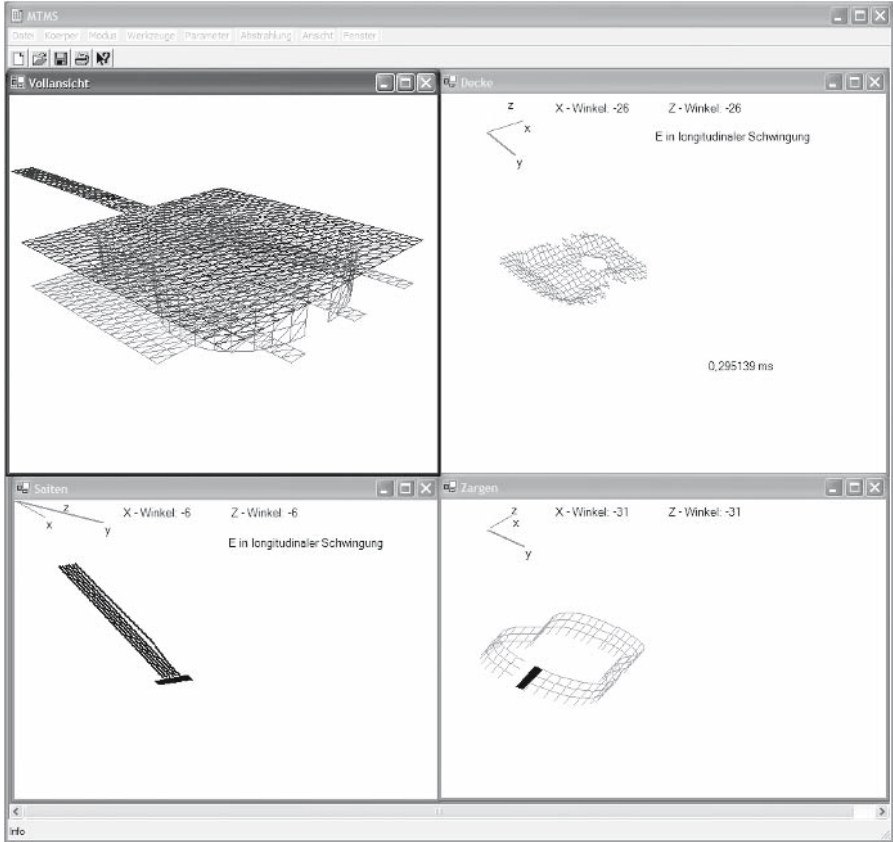 MTMS
Datei Koerper Modus Werkzeuge Parameter Abstrahlung Ansicht Fenster
Vollansicht
Decke
z
x
y
X - Winkel: -26 Z - Winkel: -26
E in longitudinaler Schwingung
0,295139 ms
Saiten
z
x
y
X - Winkel: -6 Z - Winkel: -6
E in longitudinaler Schwingung
Zargen
z
x
y
X - Winkel: -31 Z - Winkel: -31
Info